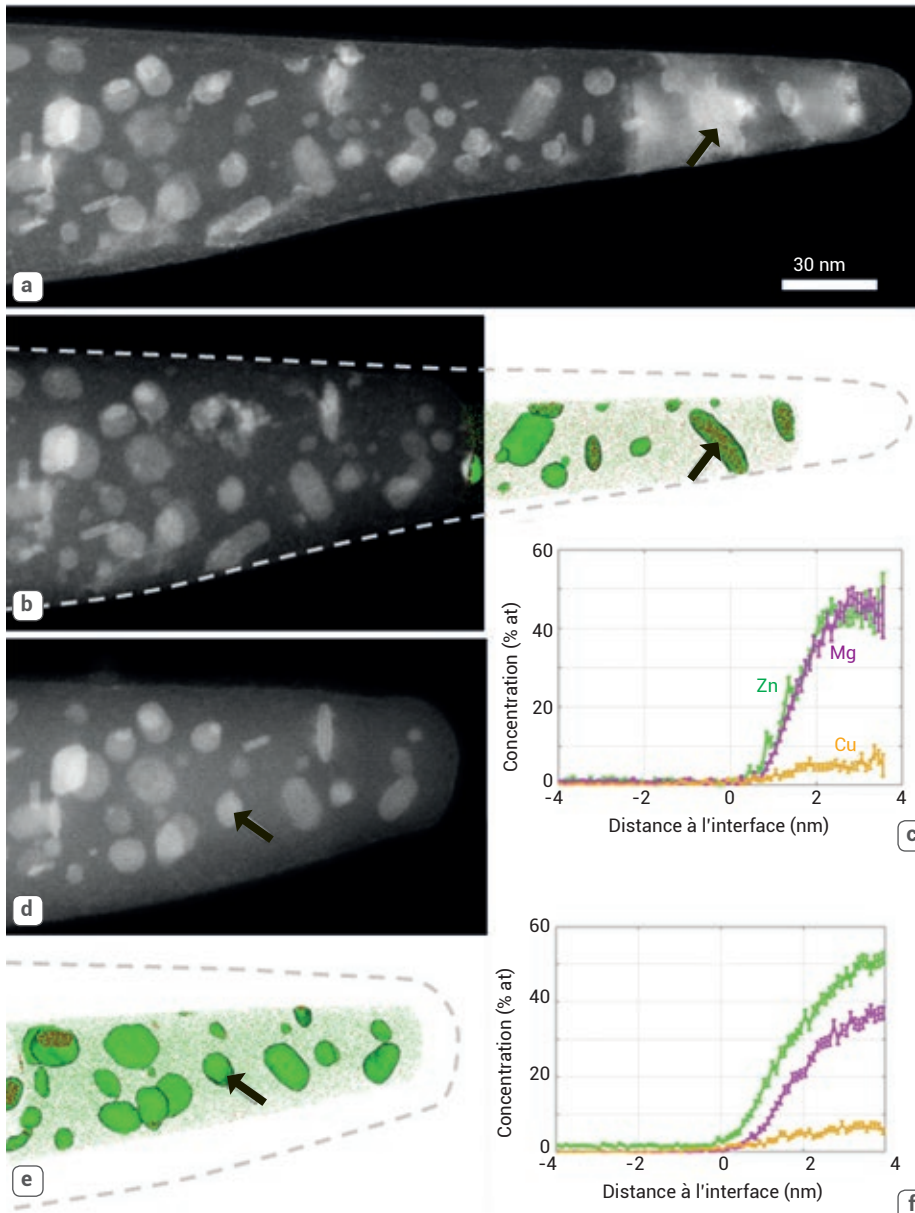 a
30 nm
b
60
40
20
0
Concentration (% at)
Zn
Mg
Cu
-4
-2
0
2
4
Distance à l'interface (nm)
c
d
60
40
20
0
Concentration (% at)
-4
-2
0
2
4
Distance à l'interface (nm)
e
f